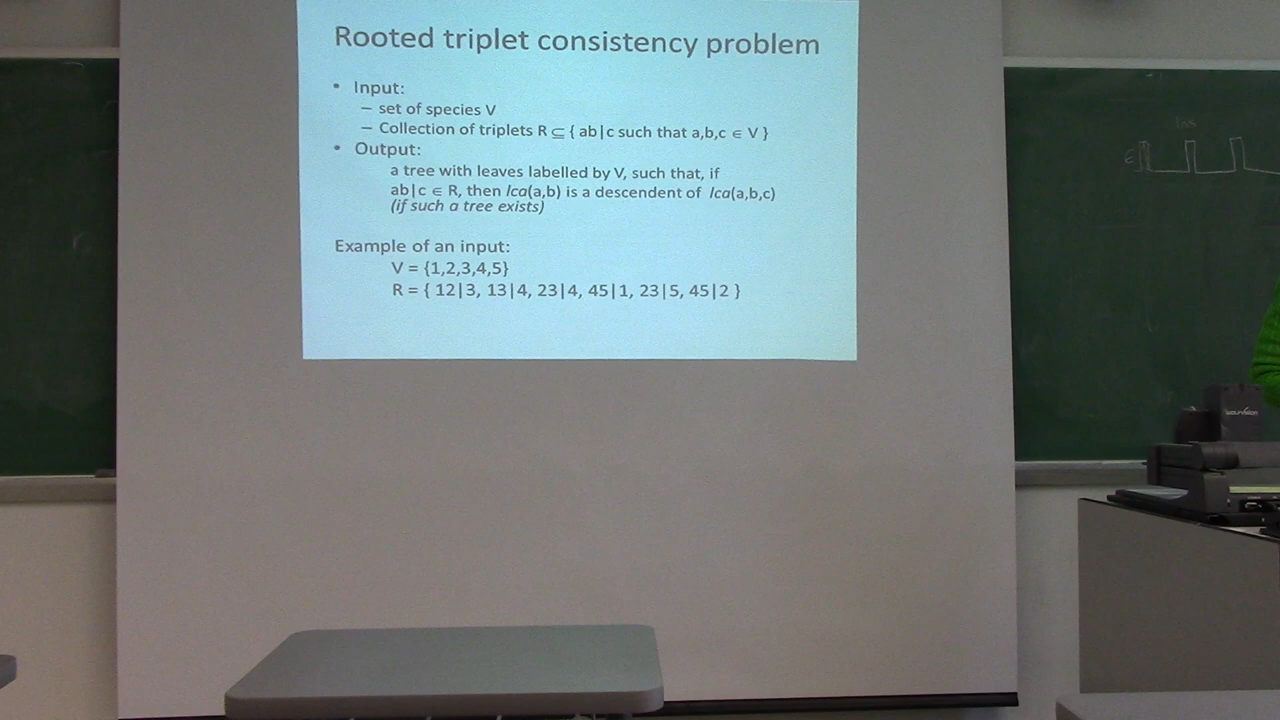 Rooted triplet consistency problem
• Input:
– set of species V
– Collection of triplets R ⊆ { ab|c such that a,b,c ∈ V }
• Output:
a tree with leaves labelled by V, such that, if
ab|c ∈ R, then lca(a,b) is a descendent of lca(a,b,c)
(if such a tree exists)
Example of an input:
V = {1,2,3,4,5}
R = { 12|3, 13|4, 23|4, 45|1, 23|5, 45|2 }
wolfvision